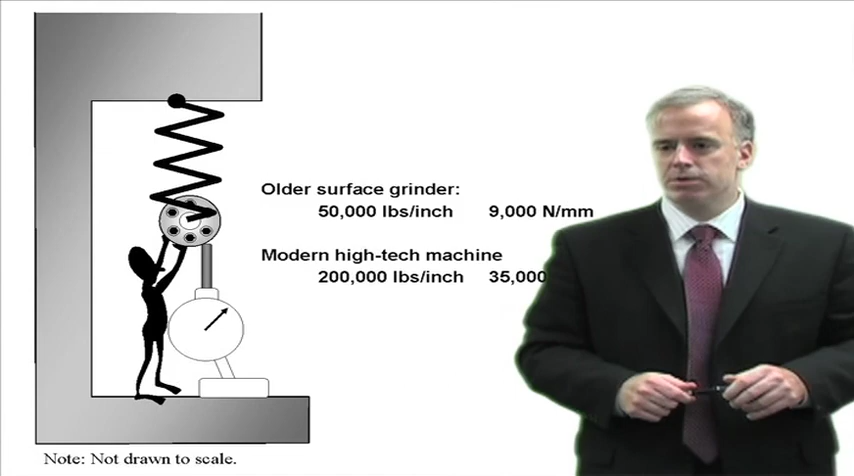 Older surface grinder:
50,000 lbs/inch 9,000 N/mm
Modern high-tech machine
200,000 lbs/inch 35,000
Note: Not drawn to scale.